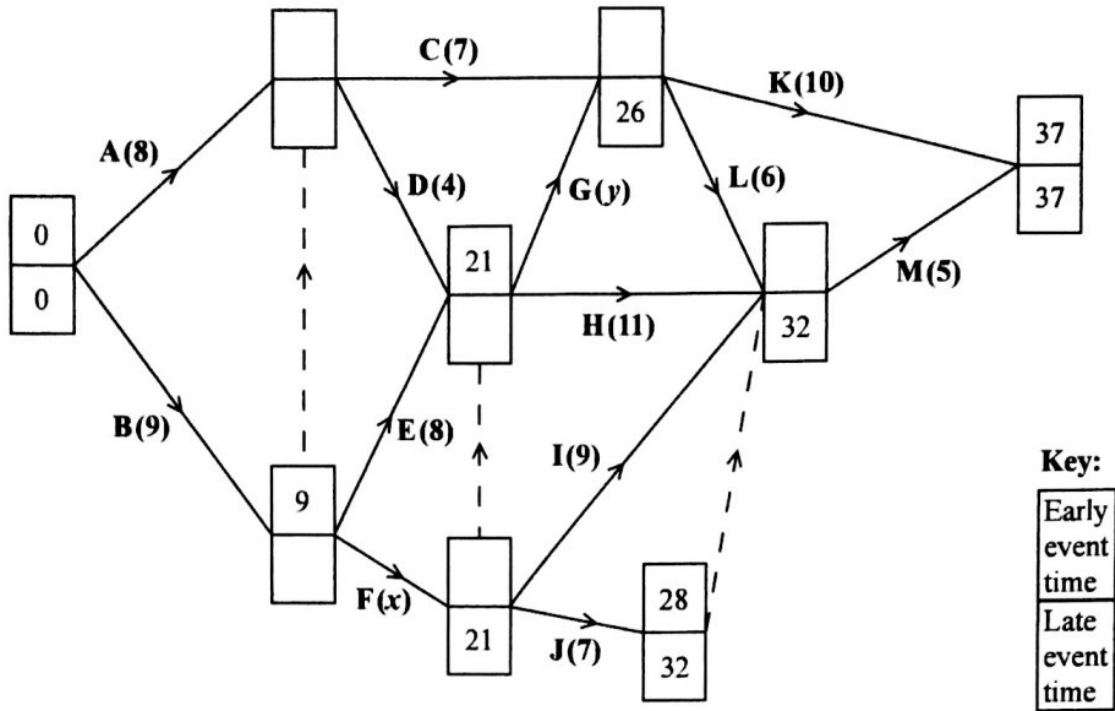 C(7)
K(10)
26
37
37
A(8)
D(4)
G(y)
L(6)
0
0
21
M(5)
H(11)
32
B(9)
E(8)
I(9)
9
Key:
Early
event
time
F(x)
21
J(7)
28
32
Late
event
time